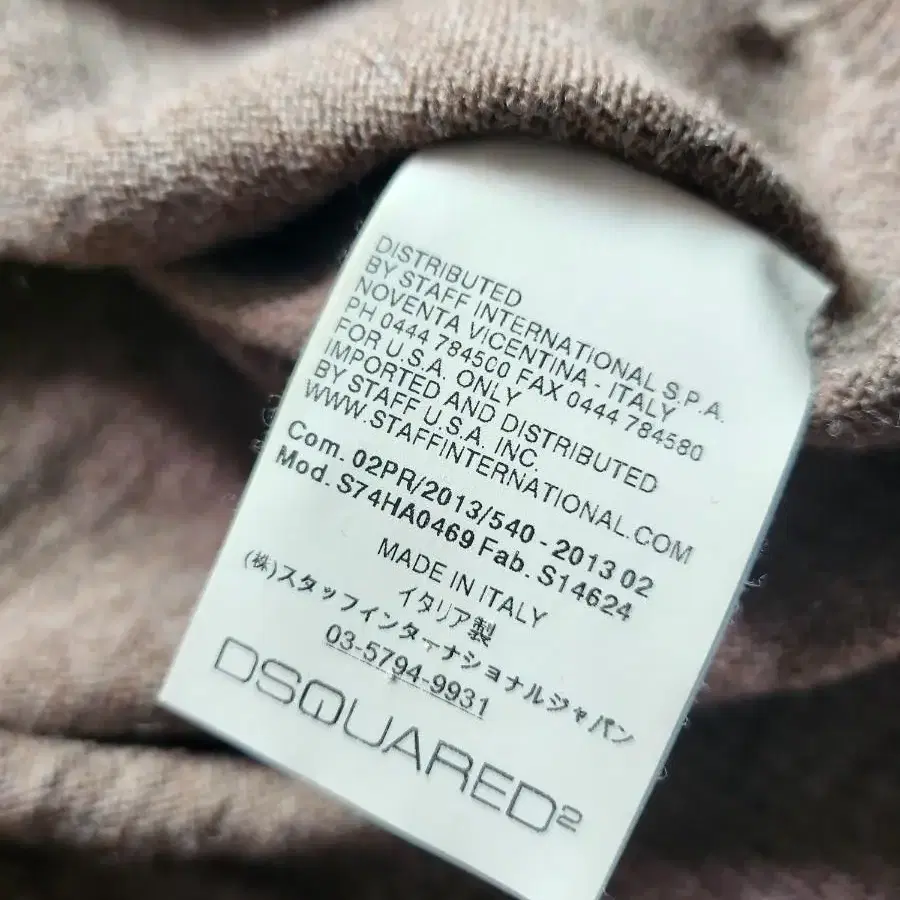 DISTRIBUTED
BY STAFF INTERNATIONAL S.P.A.
NOVENTA VICENTINA - ITALY
PH 0444 784500 FAX 0444 784580
FOR U.S.A. ONLY
IMPORTED AND DISTRIBUTED
BY STAFF U.S.A. INC.
WWW.STAFFINTERNATIONAL.COM
Com. 02PR/2013/540 - 2013 02
Mod. S74HA0469 Fab. S14624
MADE IN ITALY
イタリア製
(株)スタッフインターナショナルジャパン
03-5794-9931
DSQUARED²